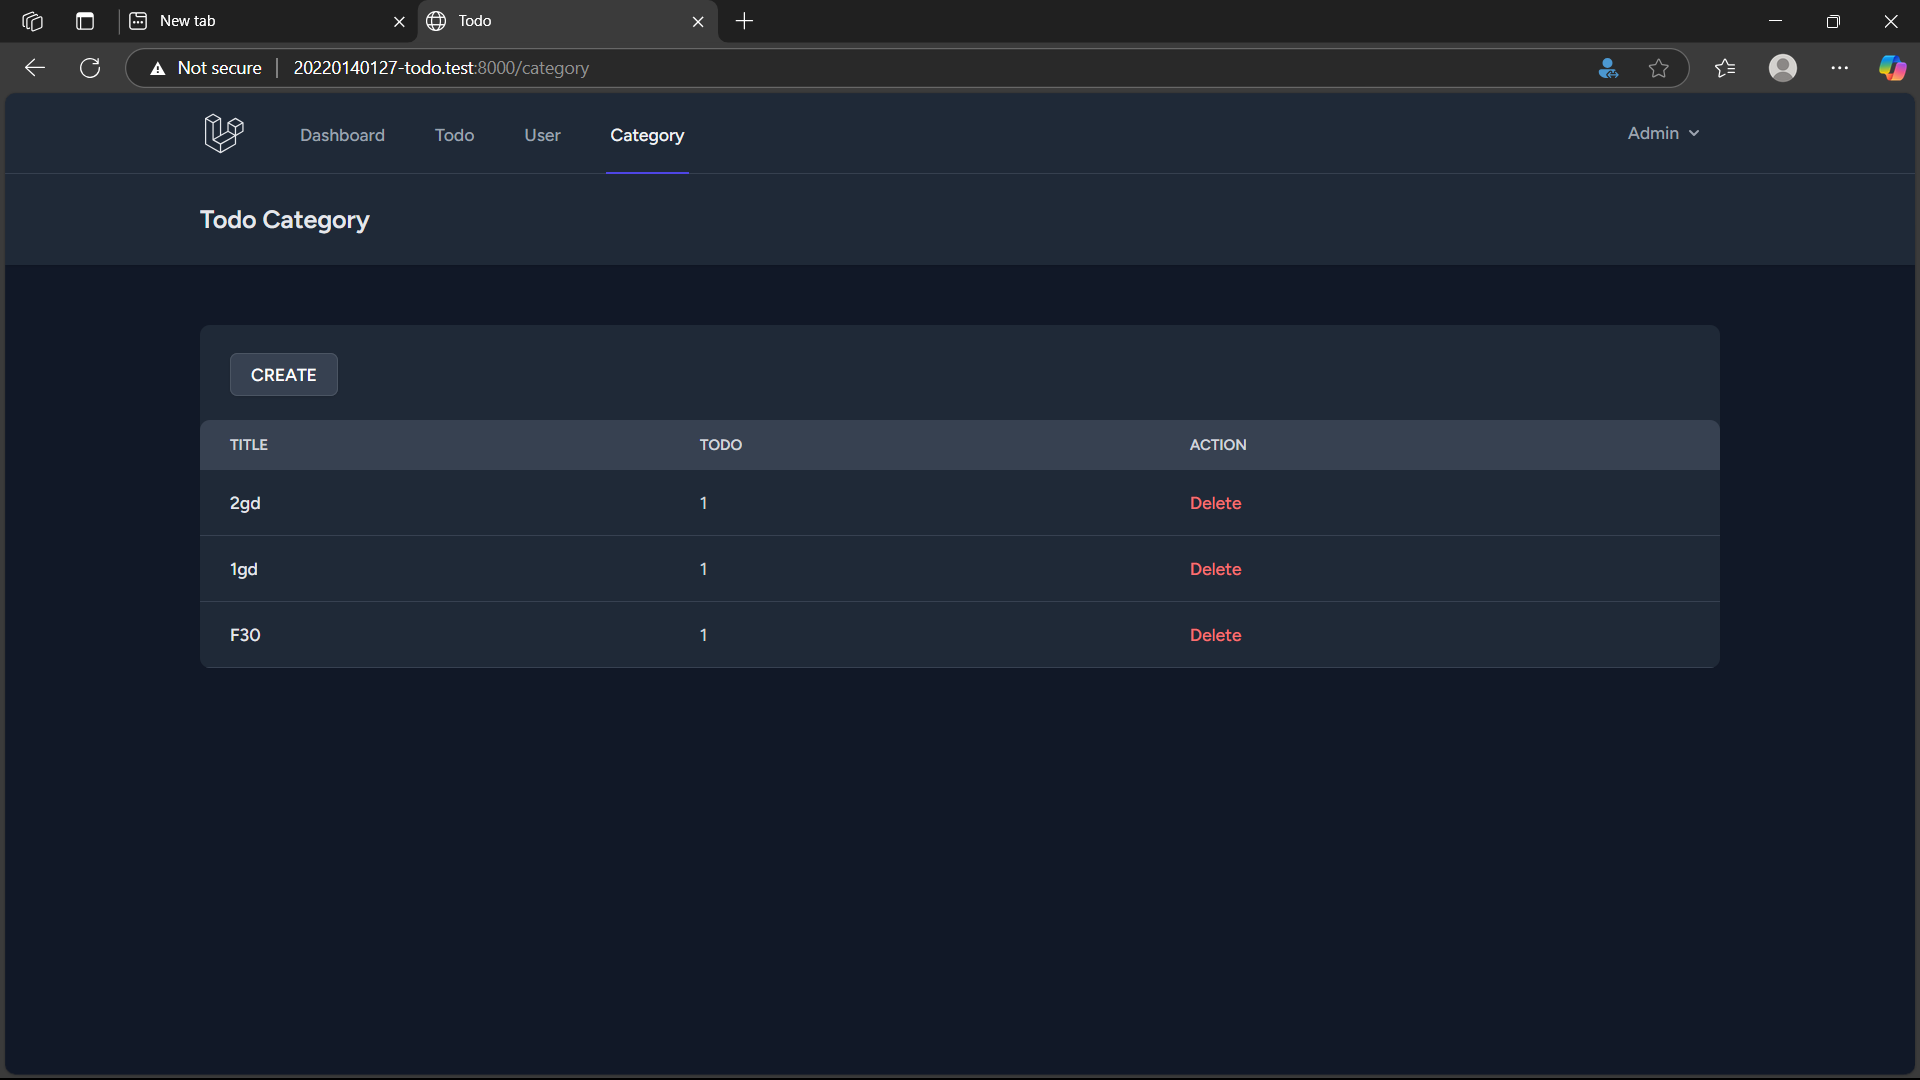 New tab
Todo
Not secure
20220140127-todo.test:8000/category
Dashboard Todo User Category
Admin
Todo Category
CREATE
TITLE TODO ACTION
2gd 1 Delete
1gd 1 Delete
F30 1 Delete